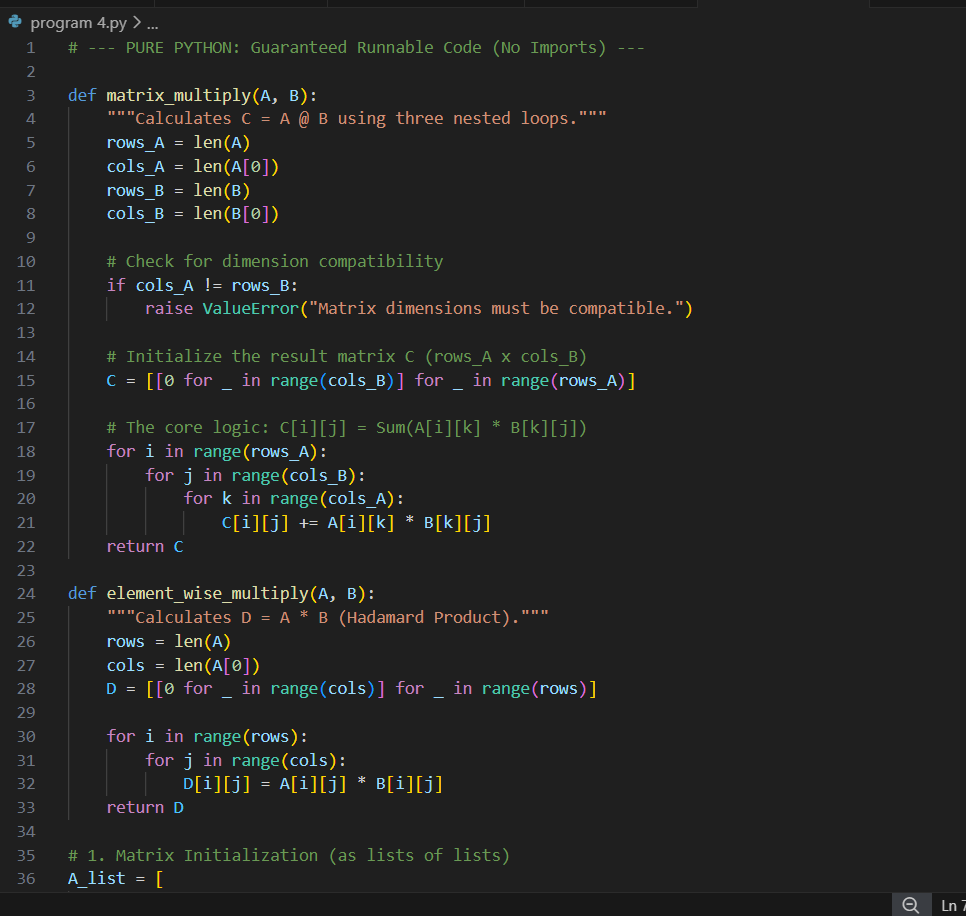 program 4.py > ...
1 # --- PURE PYTHON: Guaranteed Runnable Code (No Imports) ---
2
3 def matrix_multiply(A, B):
4     """Calculates C = A @ B using three nested loops."""
5     rows_A = len(A)
6     cols_A = len(A[0])
7     rows_B = len(B)
8     cols_B = len(B[0])
9
10     # Check for dimension compatibility
11     if cols_A != rows_B:
12         raise ValueError("Matrix dimensions must be compatible.")
13
14     # Initialize the result matrix C (rows_A x cols_B)
15     C = [[0 for _ in range(cols_B)] for _ in range(rows_A)]
16
17     # The core logic: C[i][j] = Sum(A[i][k] * B[k][j])
18     for i in range(rows_A):
19         for j in range(cols_B):
20             for k in range(cols_A):
21                 C[i][j] += A[i][k] * B[k][j]
22     return C
23
24 def element_wise_multiply(A, B):
25     """Calculates D = A * B (Hadamard Product)."""
26     rows = len(A)
27     cols = len(A[0])
28     D = [[0 for _ in range(cols)] for _ in range(rows)]
29
30     for i in range(rows):
31         for j in range(cols):
32             D[i][j] = A[i][j] * B[i][j]
33     return D
34
35 # 1. Matrix Initialization (as lists of lists)
36 A_list = [
Ln 7